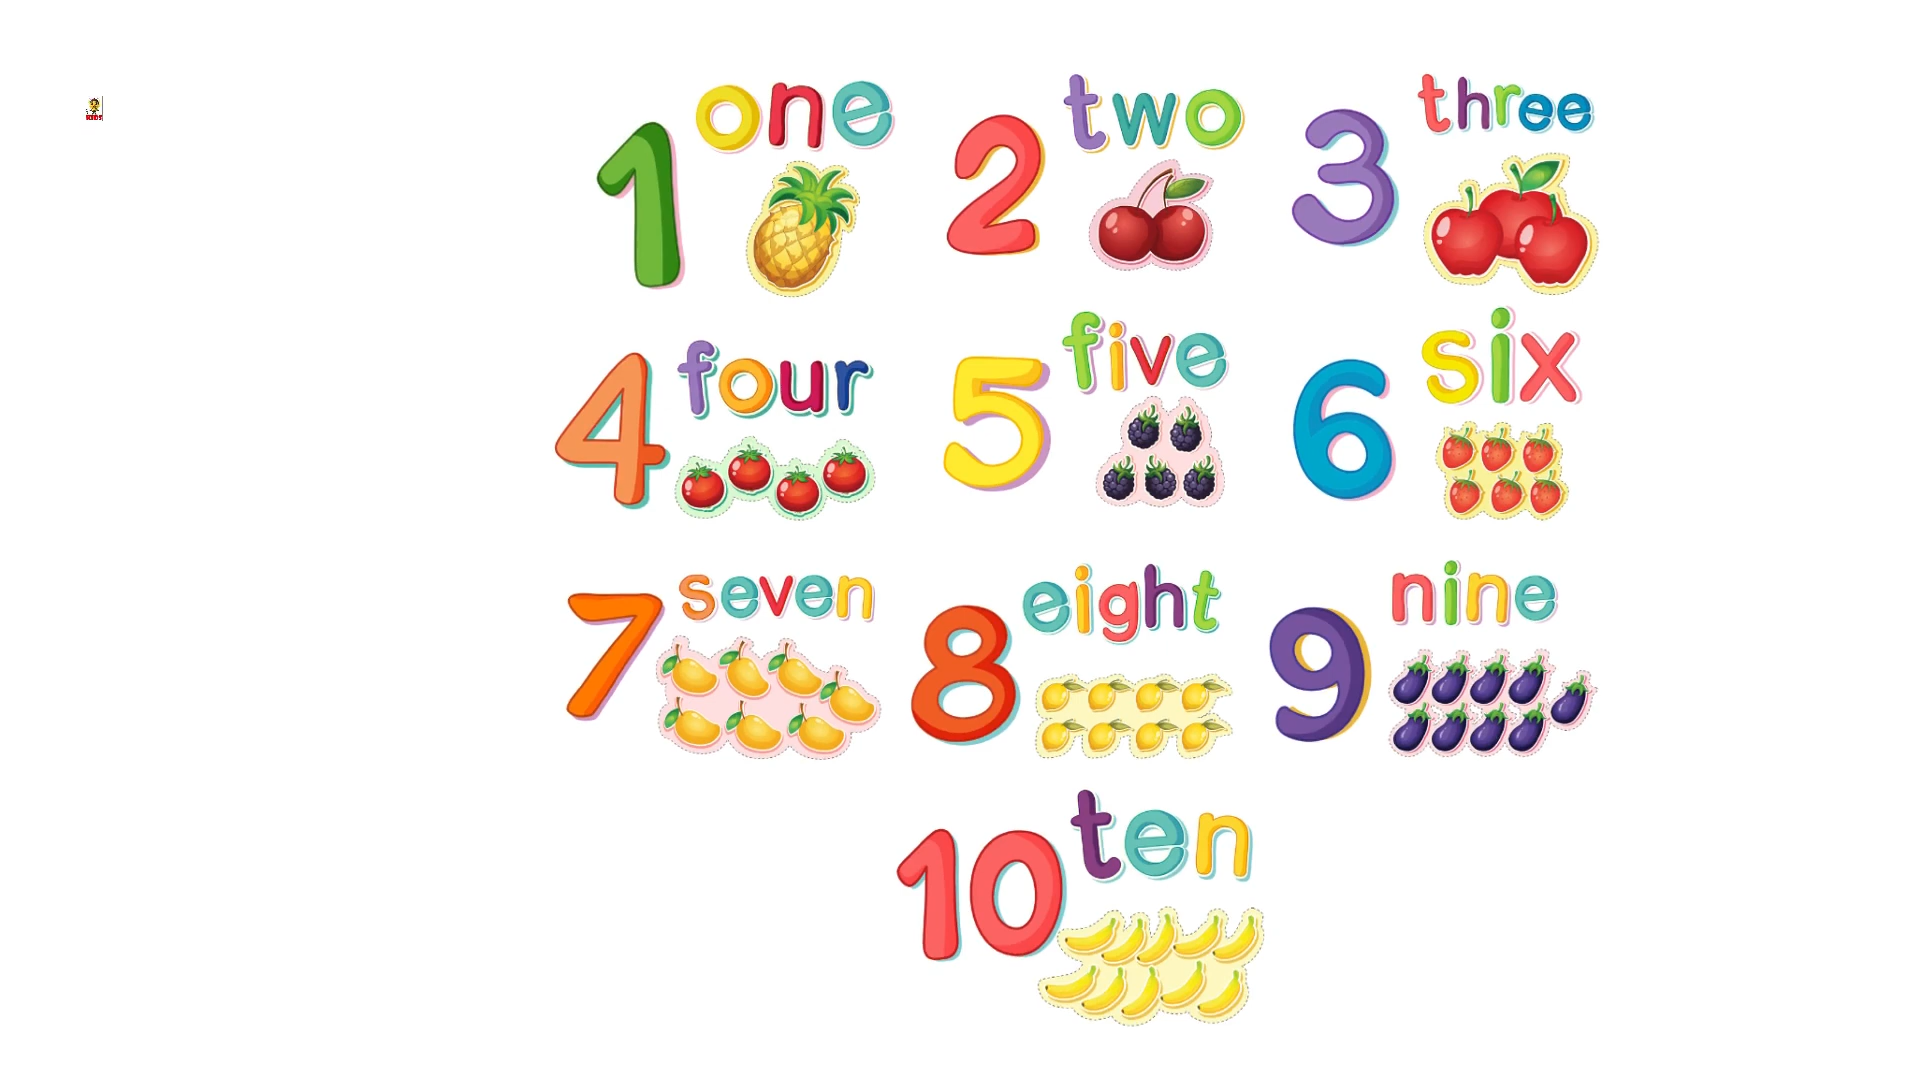 1 one
2 two
3 three
4 four
5 five
6 six
7 seven
8 eight
9 nine
10 ten
KIDS